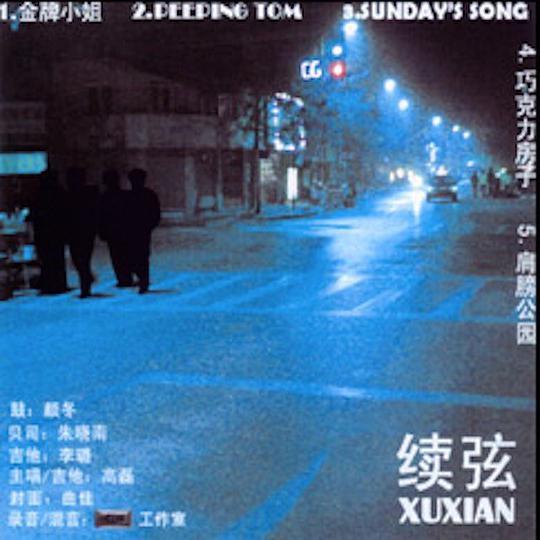 1.金牌小姐
2.PEEPING TOM
3.SUNDAY'S SONG
4.巧克力房子
5.肩膀公园
CG
鼓：颜冬
贝司：朱晓南
吉他：李璐
主唱/吉他：高磊
封面：曲佳
录音/混音：
工作室
续弦
XUXIAN